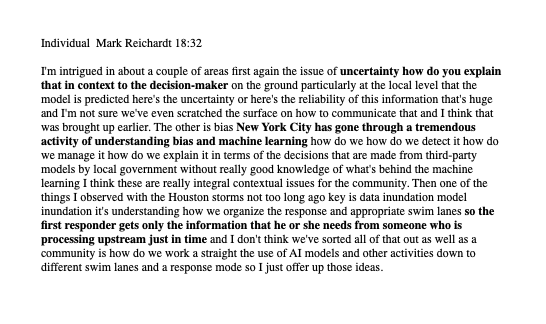 Individual  Mark Reichardt 18:32
I'm intrigued in about a couple of areas first again the issue of uncertainty how do you explain
that in context to the decision-maker on the ground particularly at the local level that the
model is predicted here's the uncertainty or here's the reliability of this information that's huge
and I'm not sure we've even scratched the surface on how to communicate that and I think that
was brought up earlier. The other is bias New York City has gone through a tremendous
activity of understanding bias and machine learning how do we how do we detect it how do
we manage it how do we explain it in terms of the decisions that are made from third-party
models by local government without really good knowledge of what's behind the machine
learning I think these are really integral contextual issues for the community. Then one of the
things I observed with the Houston storms not too long ago key is data inundation model
inundation it's understanding how we organize the response and appropriate swim lanes so the
first responder gets only the information that he or she needs from someone who is
processing upstream just in time and I don't think we've sorted all of that out as well as a
community is how do we work a straight the use of AI models and other activities down to
different swim lanes and a response mode so I just offer up those ideas.